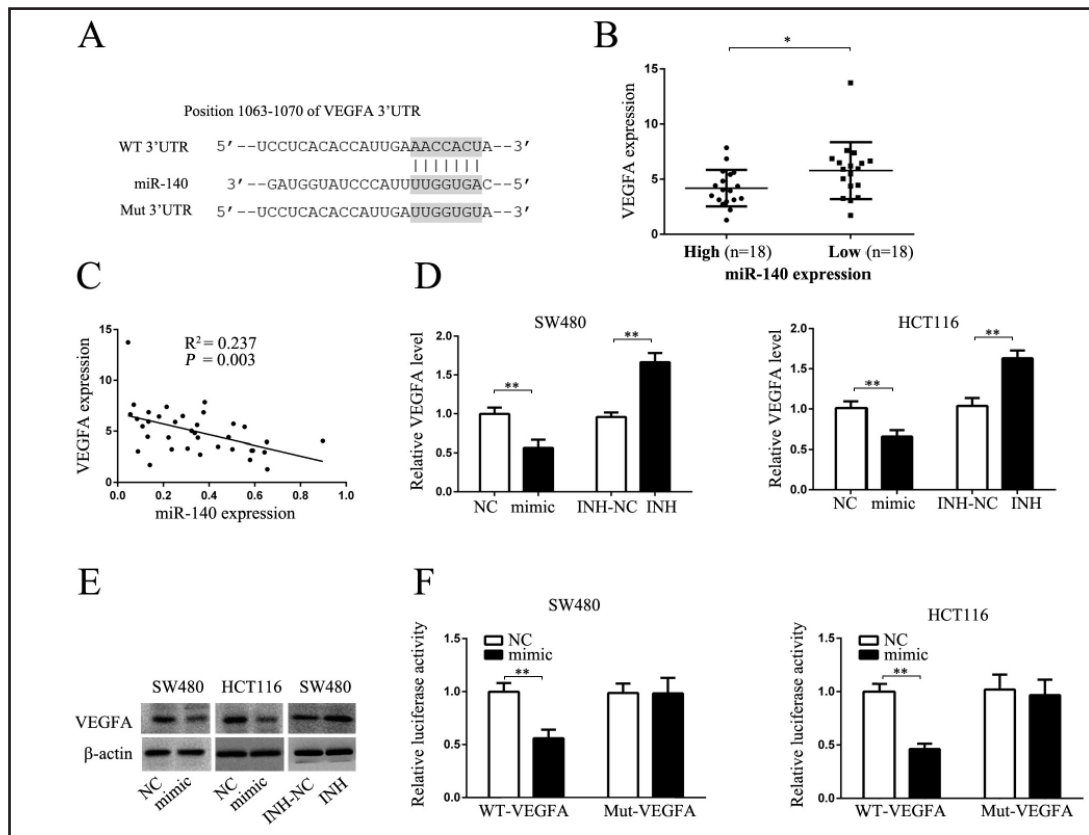 A
Position 1063-1070 of VEGFA 3'UTR
WT 3'UTR 5'--UCCUCACACCAUUGAAACCACUA--3'
miR-140 3'--GAUGGUAUCCCAUUUUGGUGAC--5'
Mut 3'UTR 5'--UCCUCACACCAUUGAUUGGUGUA--3'
B
*
VEGFA expression
15
10
5
0
High (n=18) Low (n=18)
miR-140 expression
C
VEGFA expression
15
10
5
0
R² = 0.237
P = 0.003
0.0 0.2 0.4 0.6 0.8 1.0
miR-140 expression
D
SW480
Relative VEGFA level
2.0
1.5
1.0
0.5
0.0
**
**
NC mimic INH-NC INH
HCT116
Relative VEGFA level
2.0
1.5
1.0
0.5
0.0
**
**
NC mimic INH-NC INH
E
SW480 HCT116 SW480
VEGFA
β-actin
NC mimic NC mimic INH-NC INH
F
SW480
Relative luciferase activity
1.5
1.0
0.5
0.0
NC
mimic
**
WT-VEGFA Mut-VEGFA
HCT116
Relative luciferase activity
1.5
1.0
0.5
0.0
NC
mimic
**
WT-VEGFA Mut-VEGFA